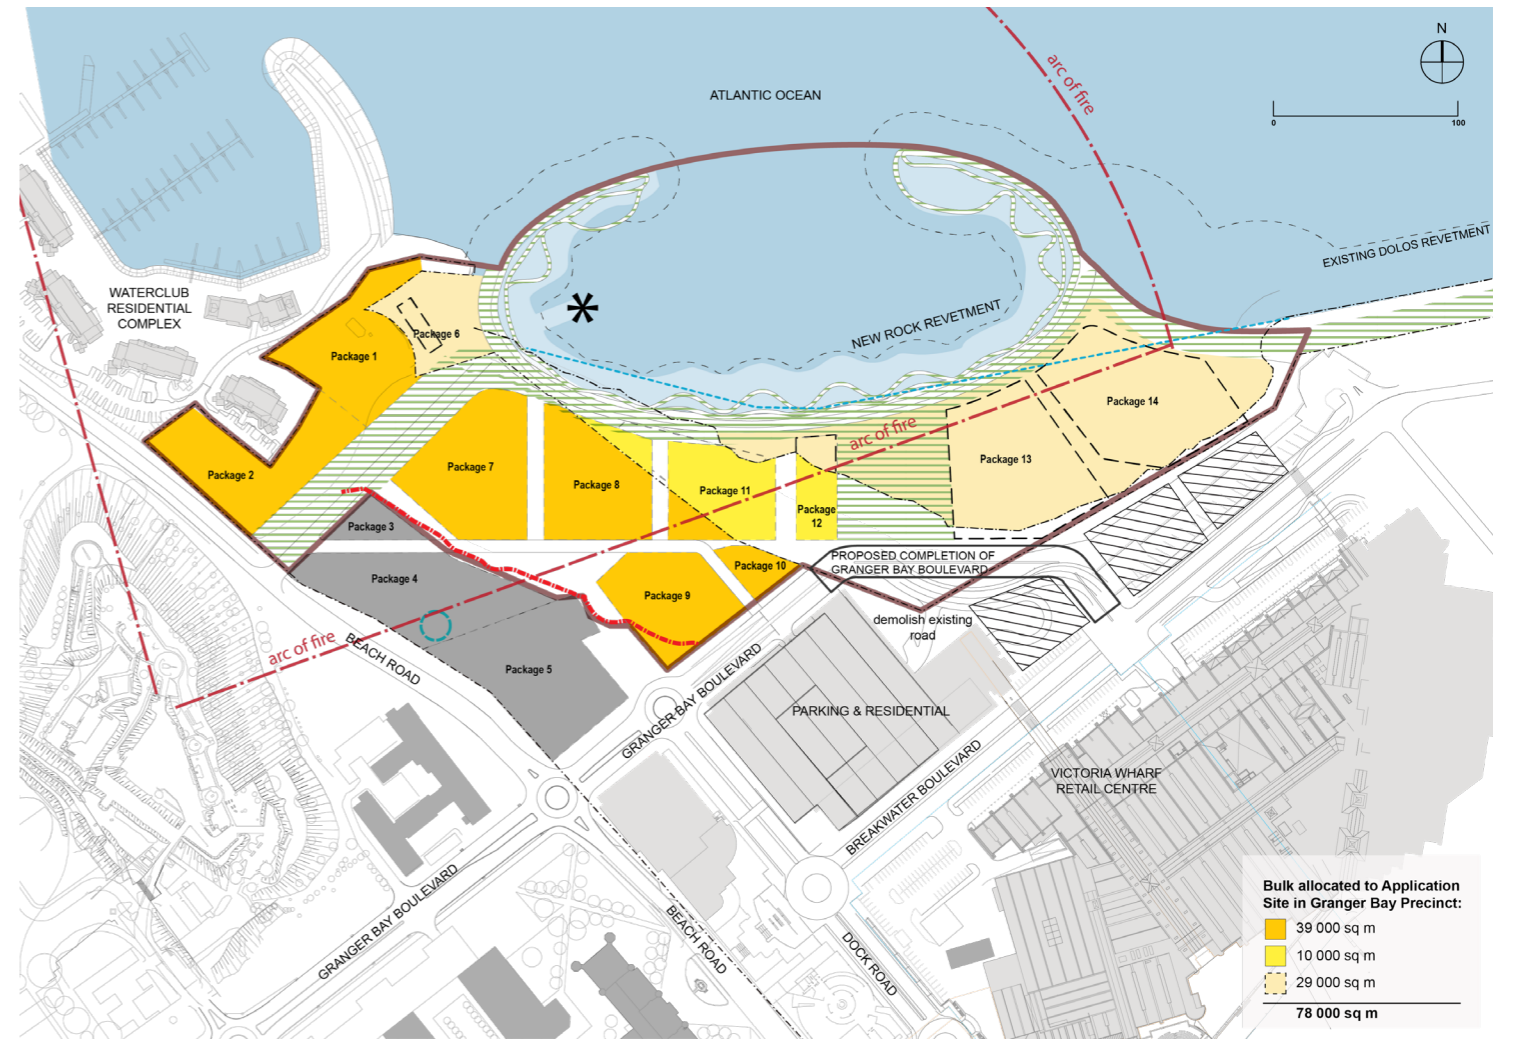 N
0 100
arc of fire
ATLANTIC OCEAN
EXISTING DOLOS REVETMENT
WATERCLUB
RESIDENTIAL
COMPLEX
NEW ROCK REVETMENT
*
Package 6
Package 1
Package 14
arc of fire
Package 13
Package 7
Package 2
Package 8
Package 11
Package
12
Package 3
PROPOSED COMPLETION OF
GRANGER BAY BOULEVARD
Package 10
Package 4
Package 9
demolish existing
road
arc of fire
BEACH ROAD
Package 5
GRANGER BAY BOULEVARD
PARKING & RESIDENTIAL
VICTORIA WHARF
RETAIL CENTRE
BREAKWATER BOULEVARD
GRANGER BAY BOULEVARD
BEACH ROAD
DOCK ROAD
Bulk allocated to Application
Site in Granger Bay Precinct:
39 000 sq m
10 000 sq m
29 000 sq m
78 000 sq m